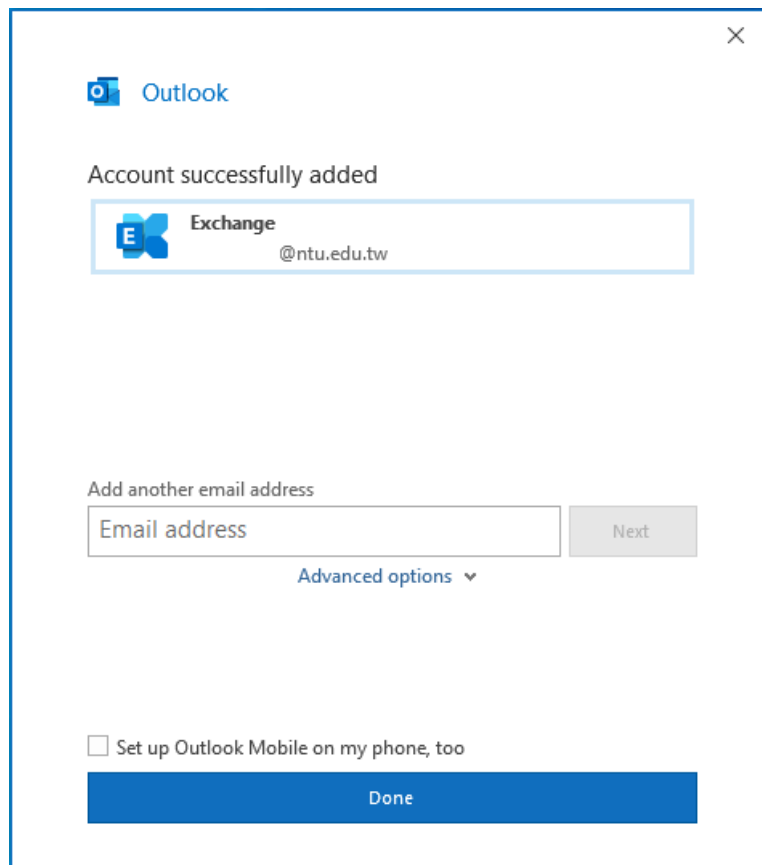 Outlook
Account successfully added
Exchange
@ntu.edu.tw
Add another email address
Email address
Next
Advanced options
Set up Outlook Mobile on my phone, too
Done